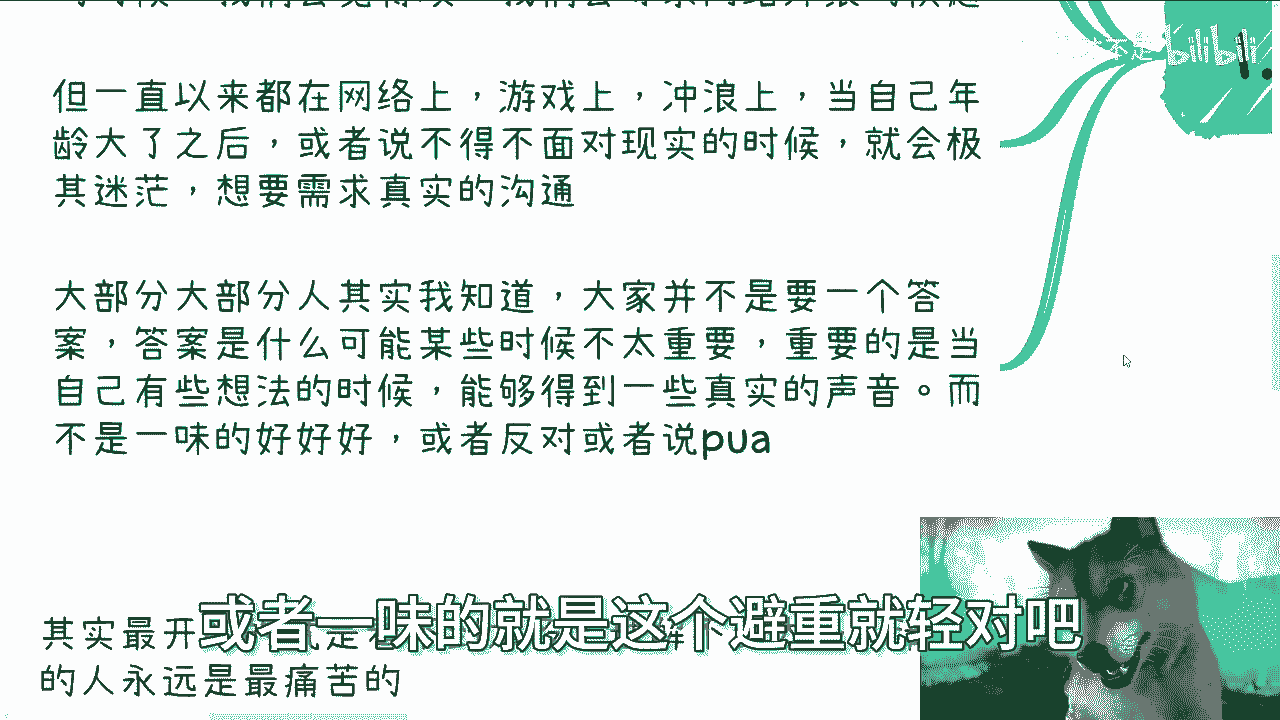 bilibili
但一直以来都在网络上，游戏上，冲浪上，当自己年
龄大了之后，或者说不得不面对现实的时候，就会极
其迷茫，想要需求真实的沟通
大部分大部分人其实我知道，大家并不是要一个答
案，答案是什么可能某些时候不太重要，重要的是当
自己有些想法的时候，能够得到一些真实的声音。而
不是一味的好好好，或者反对或者说pua
其实最开
或者一味的就是这个避重就轻对吧
的人永远是最痛苦的